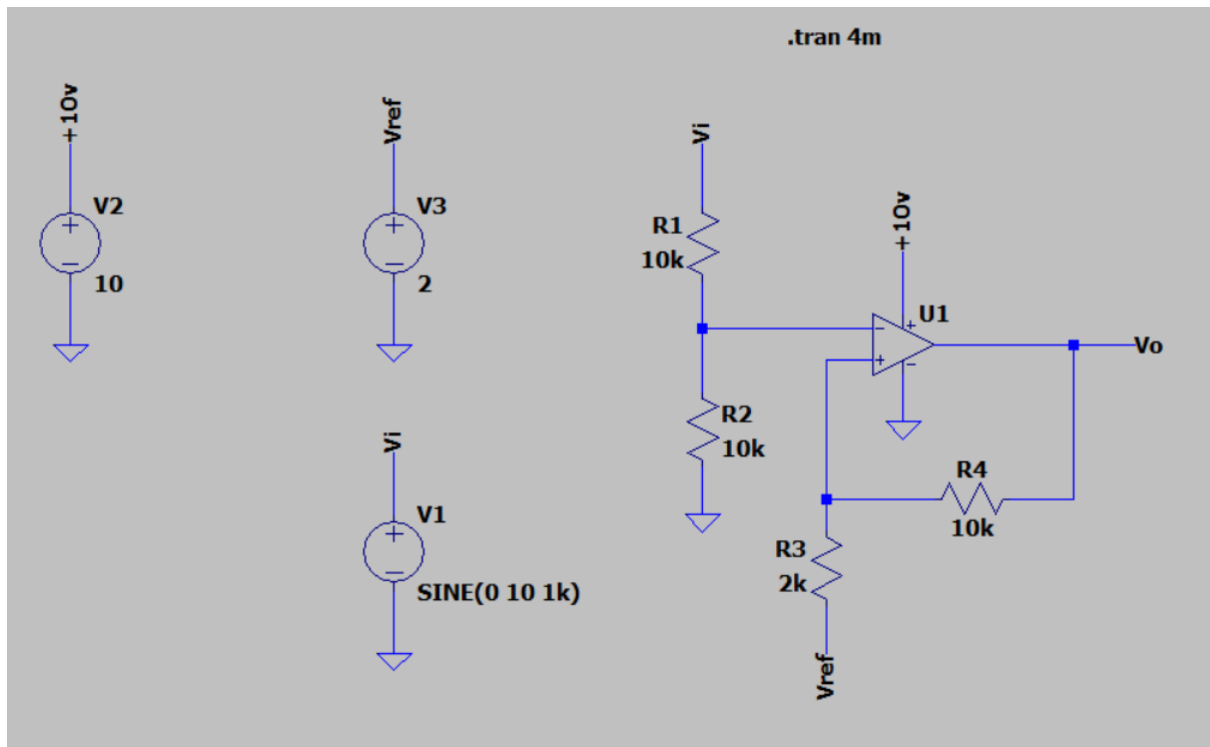 .tran 4m
+10v
V2
10
Vref
V3
2
Vi
V1
SINE(0 10 1k)
Vi
R1
10k
R2
10k
+10v
U1
Vo
R4
10k
R3
2k
Vref